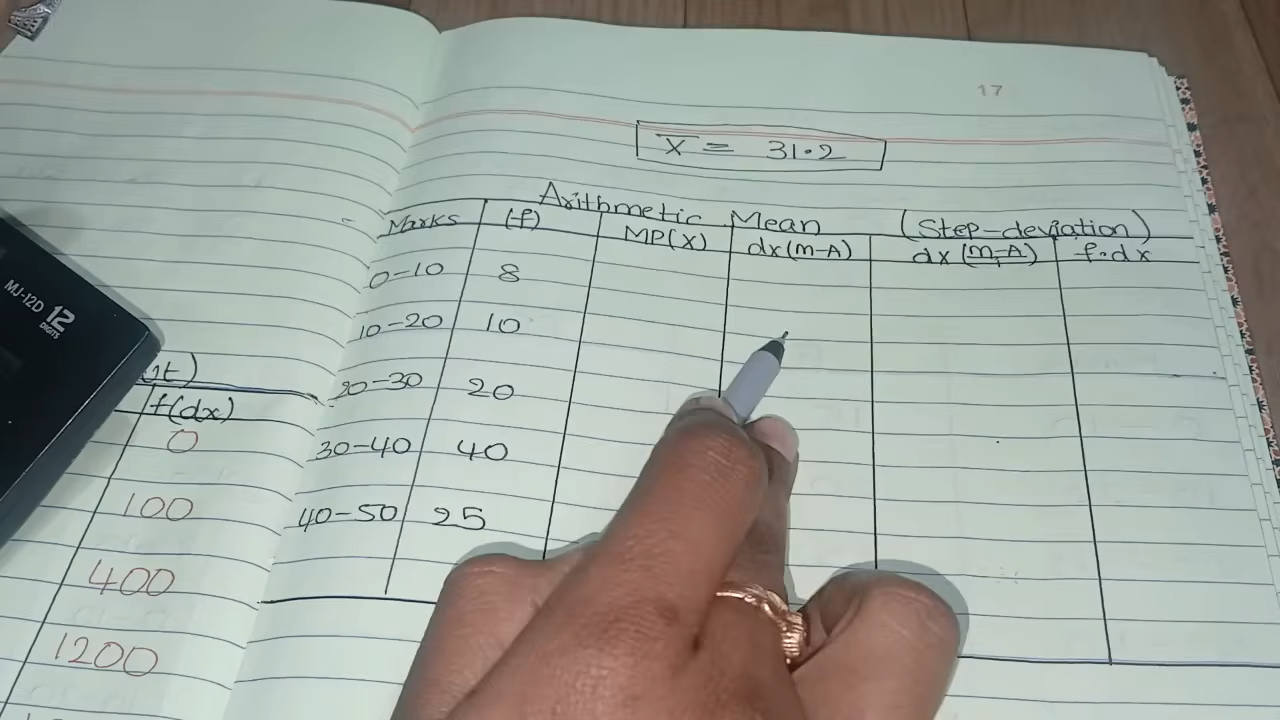 17
X̄ = 31.2
Arithmetic Mean (Step-deviation)
Marks (f) MP(X) dx(m-A) dx (m-A/i) f.dx
0-10 8
10-20 10
20-30 20
30-40 40
40-50 25
MJ-12D 12
DIGITS
f(dx)
0
100
400
1200